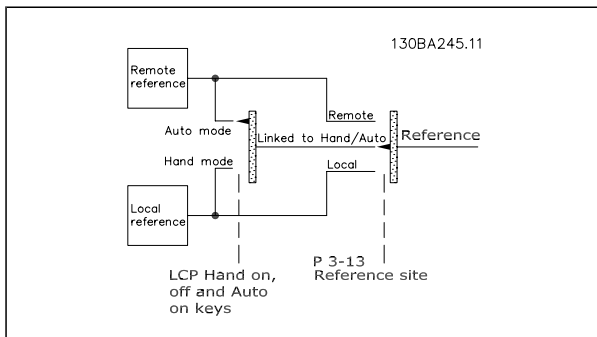 130BA245.11
Remote
reference
Remote
Auto mode
Linked to Hand/Auto
Reference
Hand mode
Local
Local
reference
LCP Hand on,
off and Auto
on keys
P 3-13
Reference site